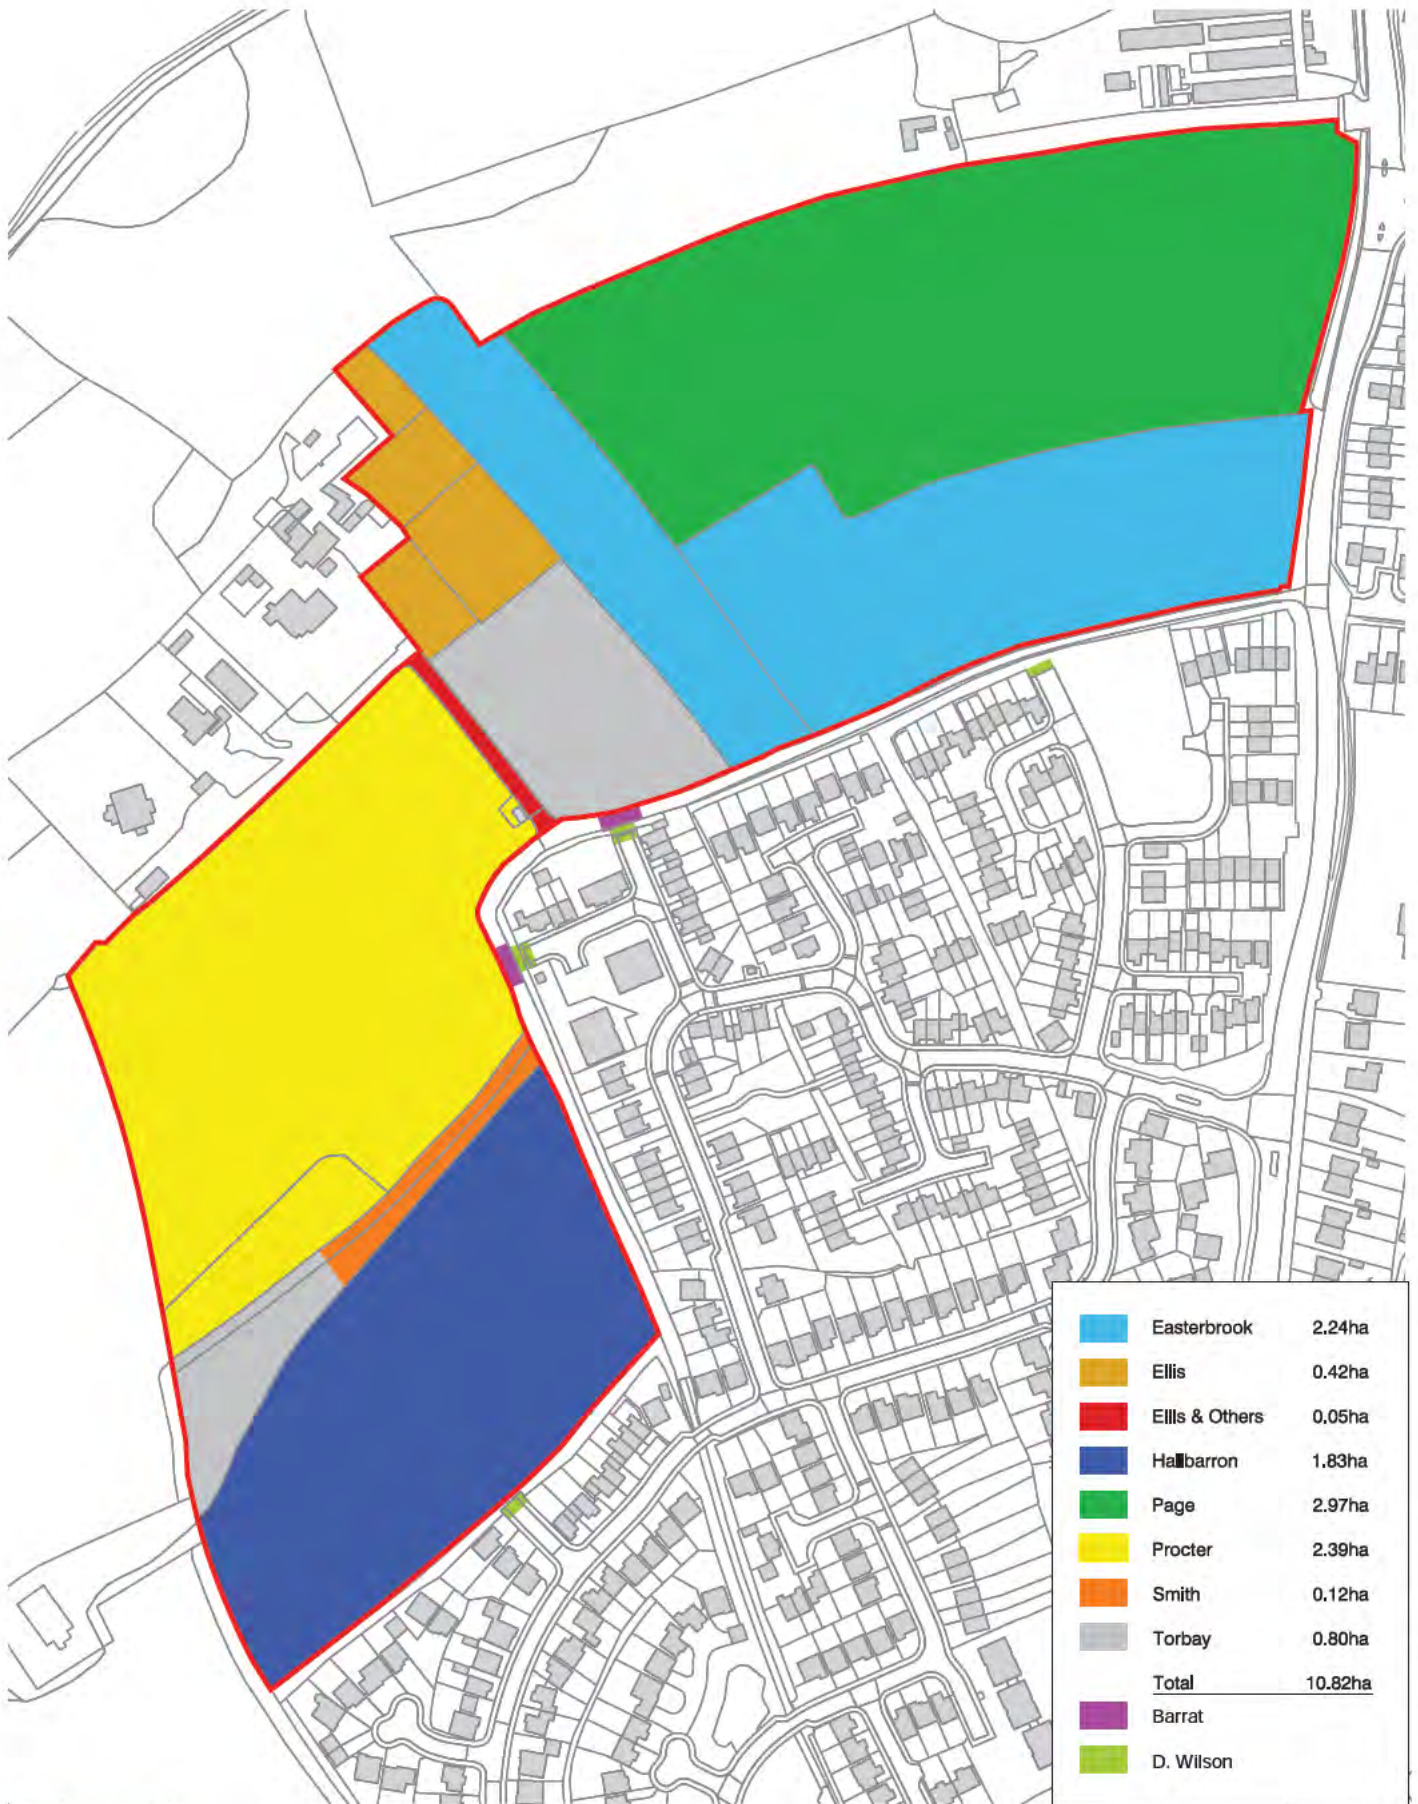 Easterbrook 2.24ha
Ellis 0.42ha
Ellis & Others 0.05ha
Hallbarron 1.83ha
Page 2.97ha
Procter 2.39ha
Smith 0.12ha
Torbay 0.80ha
Total 10.82ha
Barrat
D. Wilson